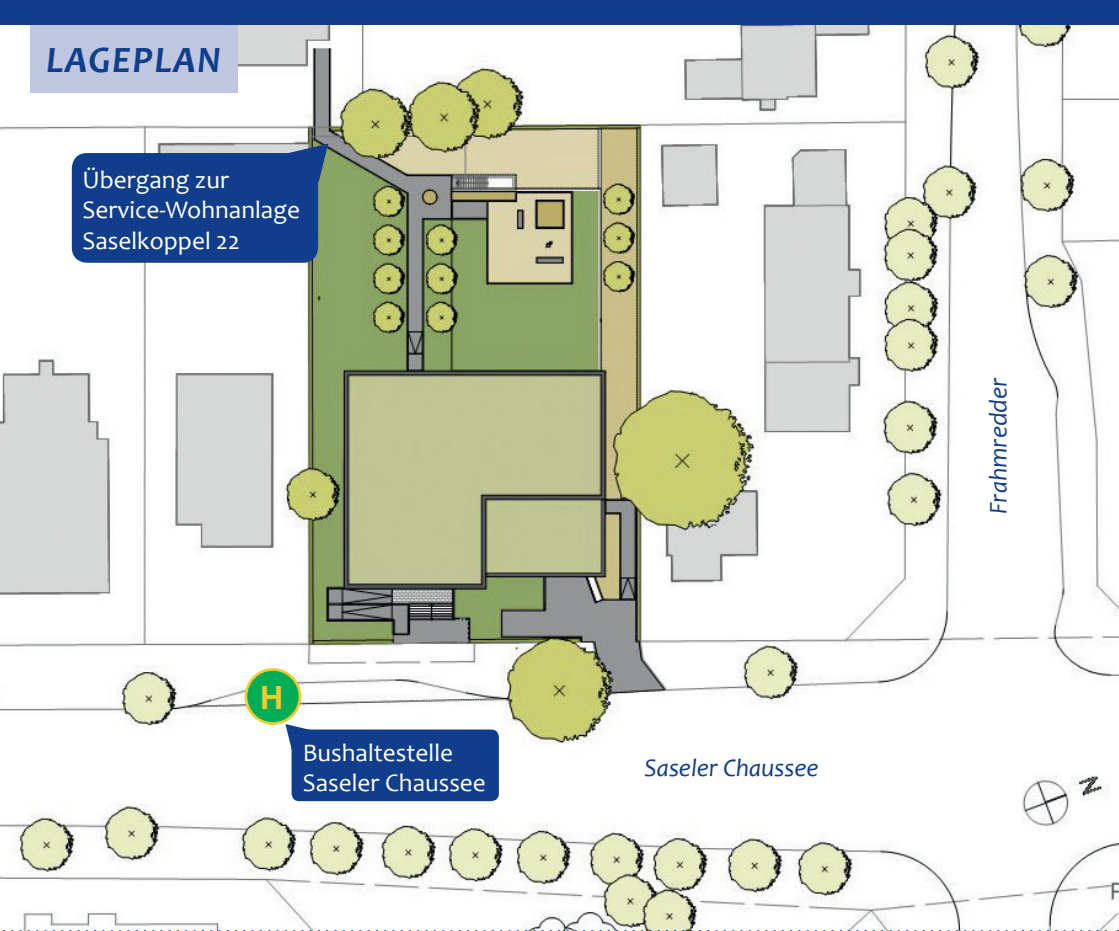 LAGEPLAN
Übergang zur
Service-Wohnanlage
Saselkoppel 22
Frahmredder
H
Bushaltestelle
Saseler Chaussee
Saseler Chaussee
N
F